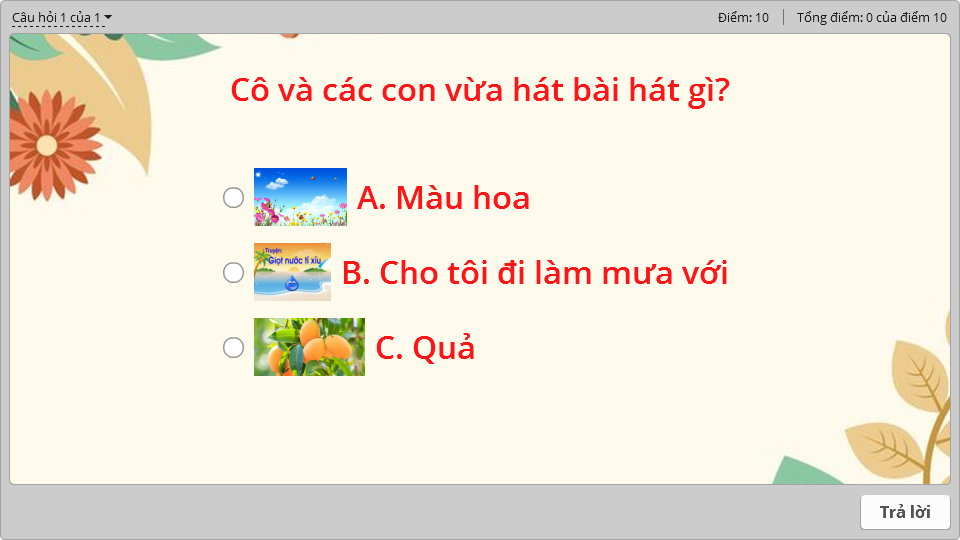 Câu hỏi 1 của 1
Điểm: 10
Tổng điểm: 0 của điểm 10
Cô và các con vừa hát bài hát gì?
A. Màu hoa
Truyện:
Giọt nước tí xíu
B. Cho tôi đi làm mưa với
C. Quả
Trả lời